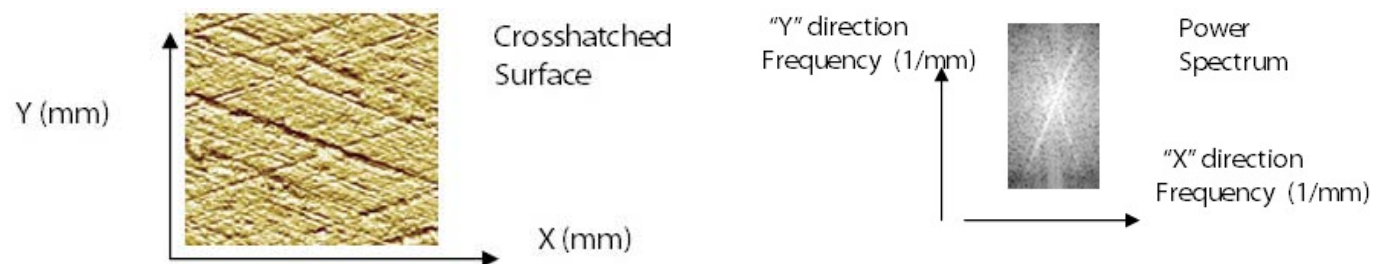 Y (mm)
Crosshatched
Surface
X (mm)
“Y” direction
Frequency (1/mm)
Power
Spectrum
“X” direction
Frequency (1/mm)